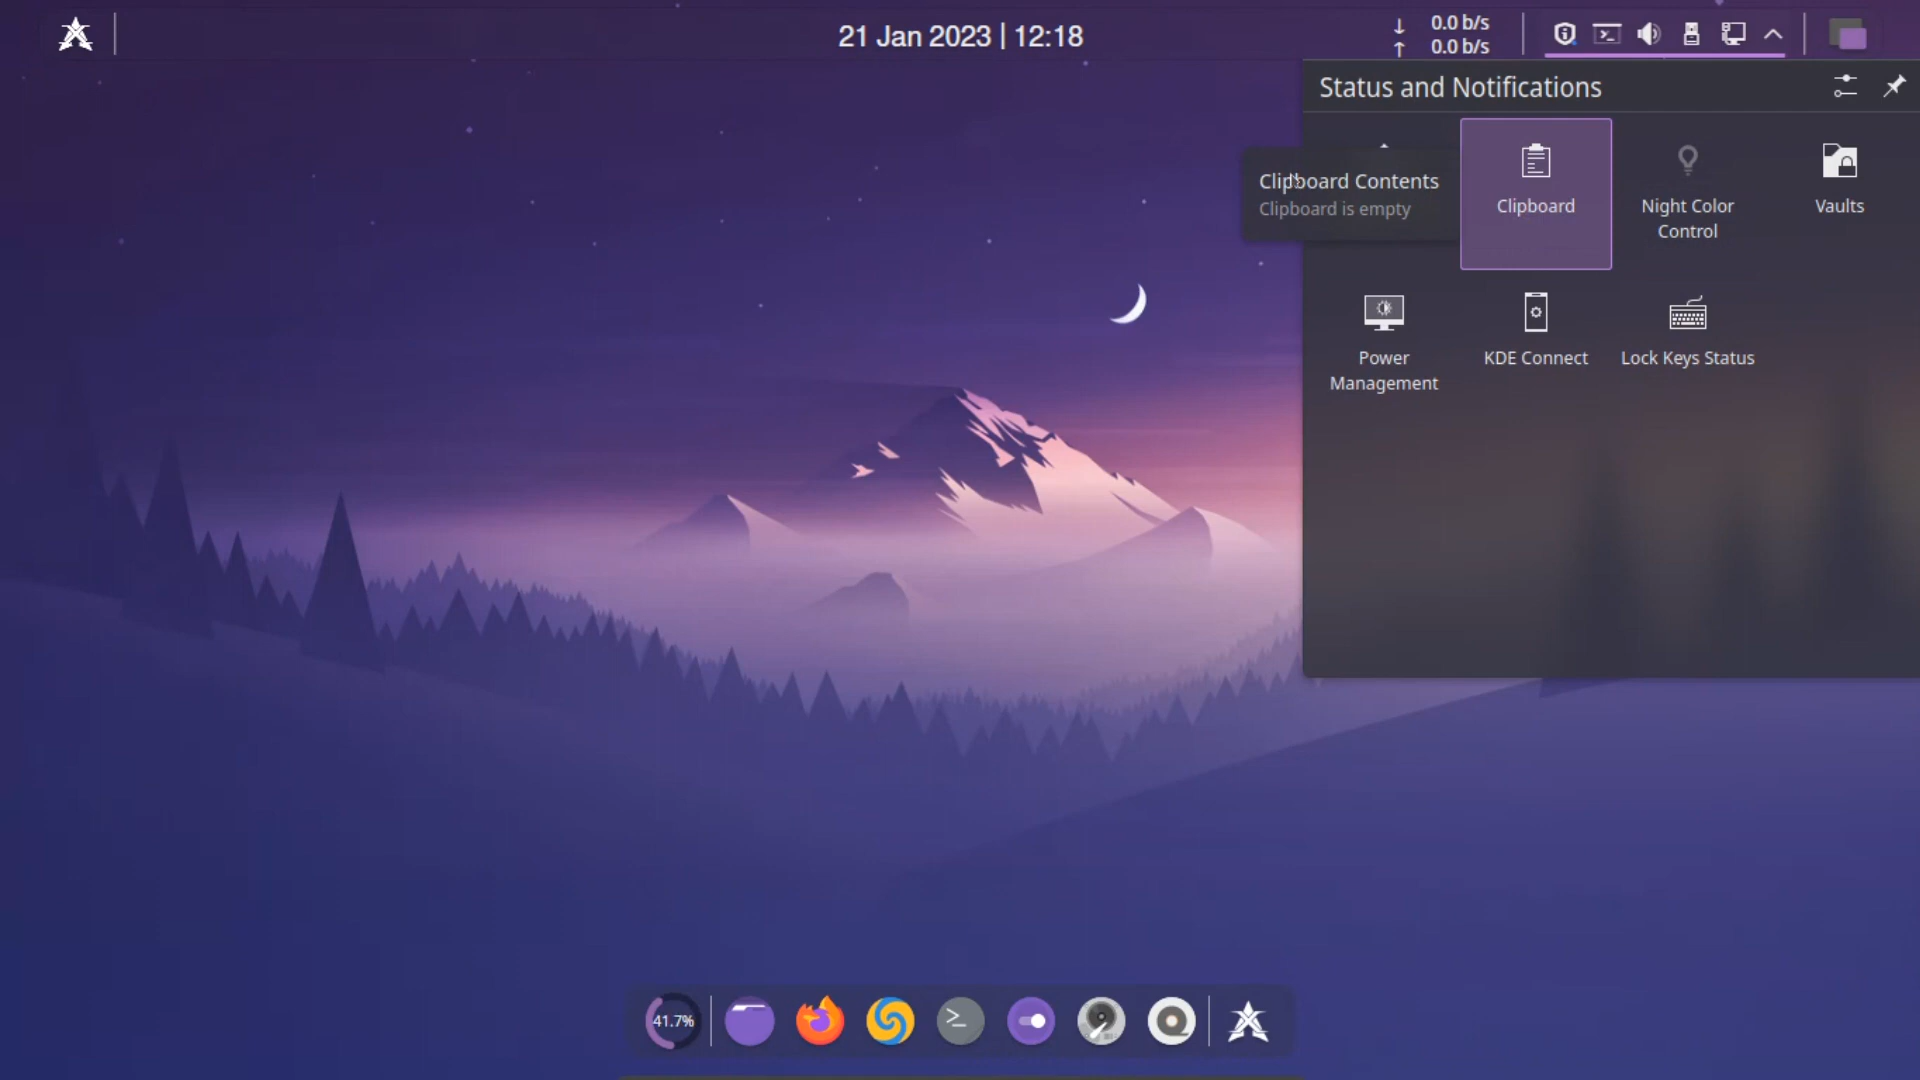 21 Jan 2023 | 12:18
0.0 b/s
0.0 b/s
Status and Notifications
Clipboard Contents
Clipboard is empty
Clipboard
Night Color
Control
Vaults
Power
Management
KDE Connect
Lock Keys Status
41.7%